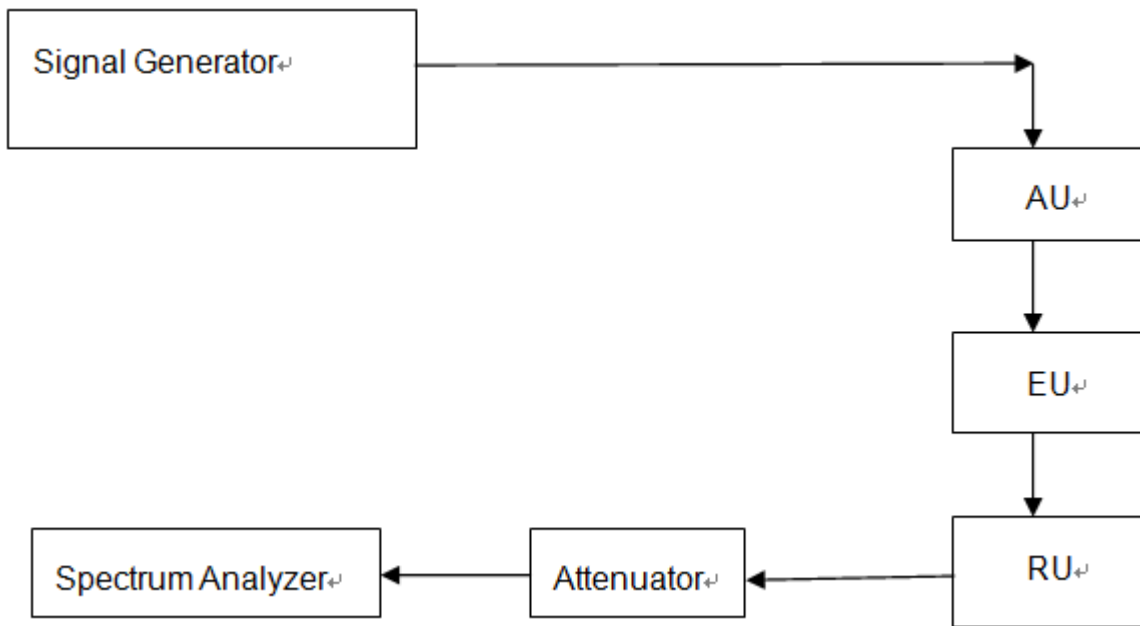 Signal Generator↵
AU↵
EU↵
RU↵
Attenuator↵
Spectrum Analyzer↵